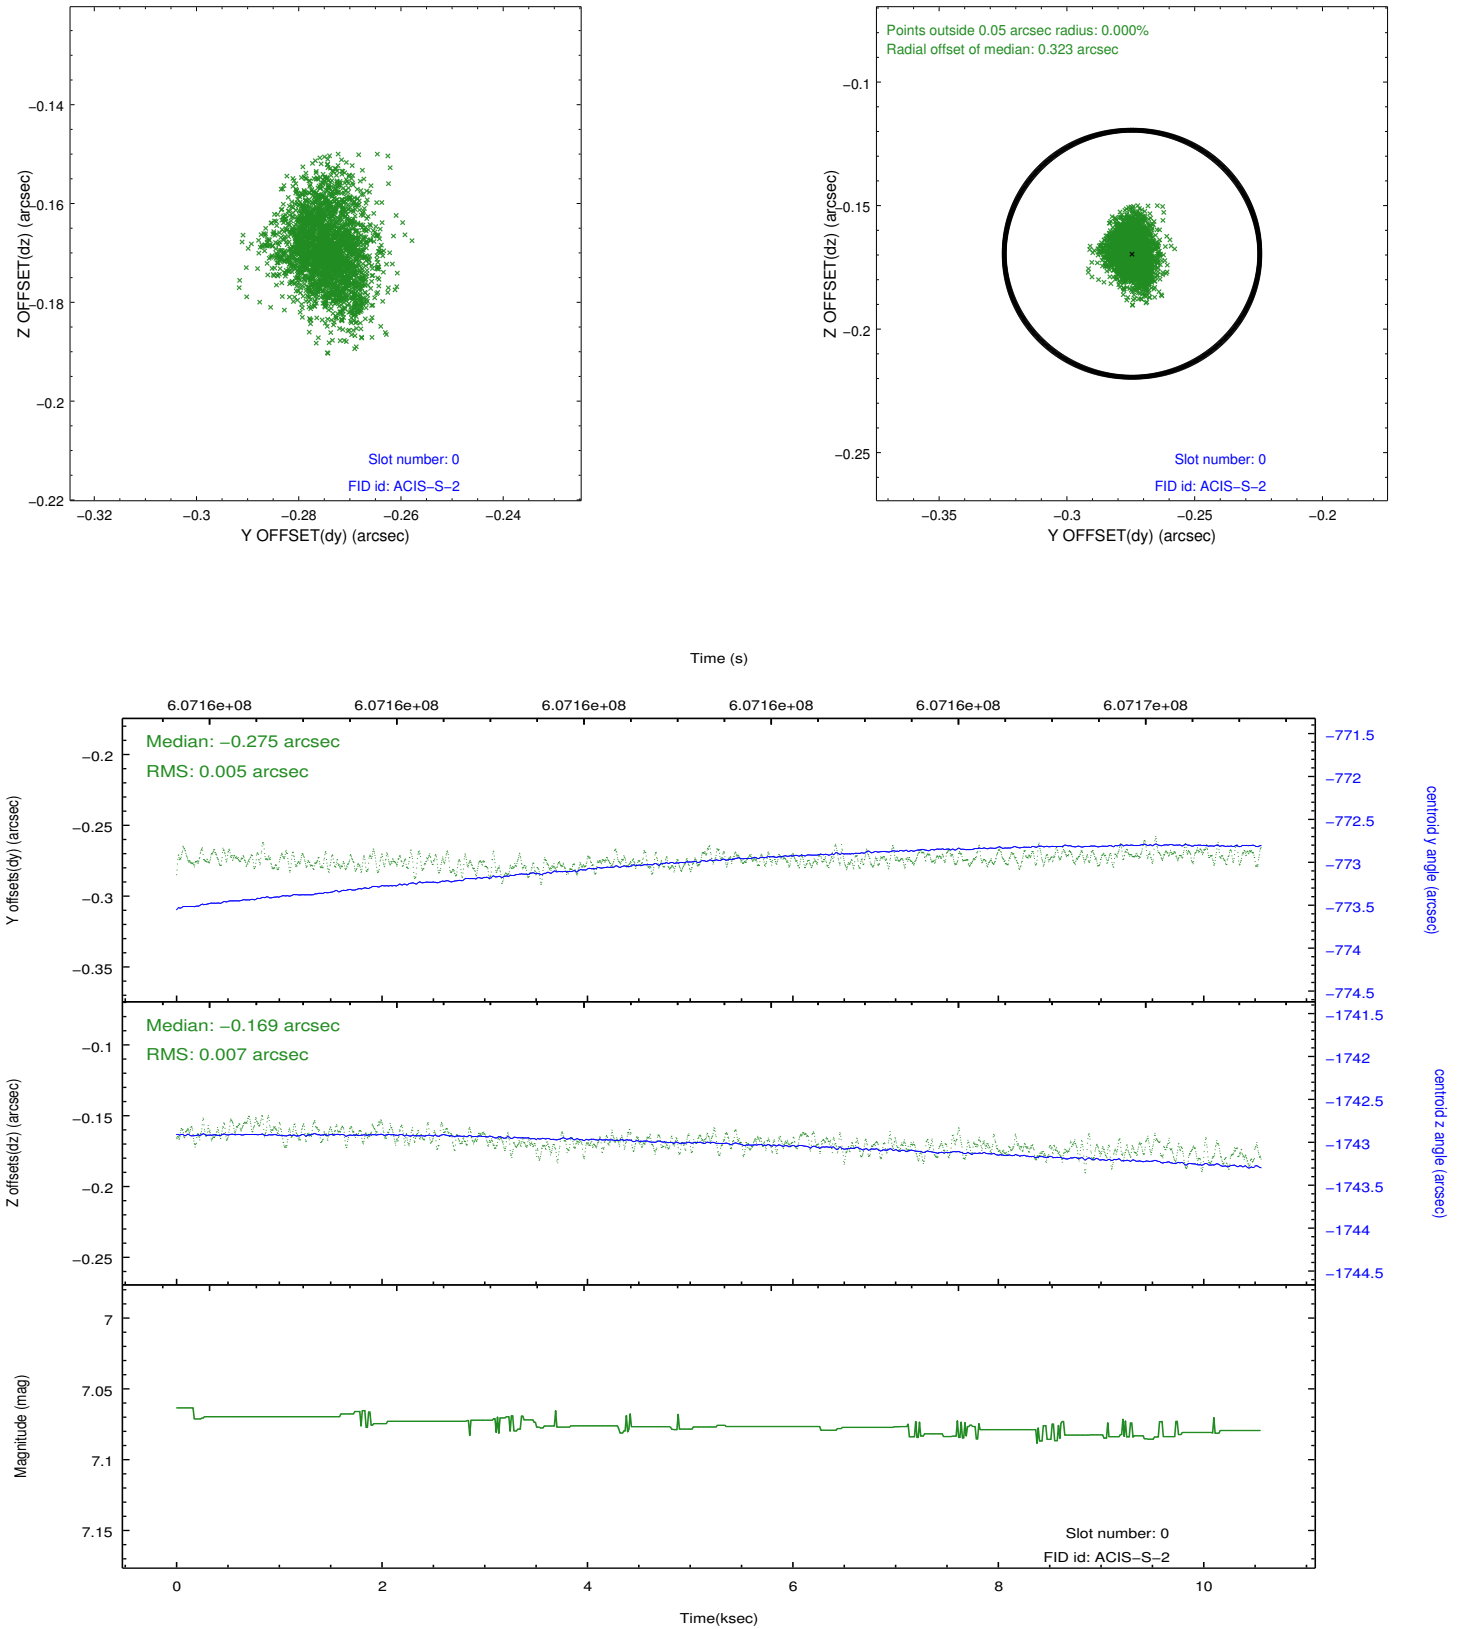 −0.14
−0.16
−0.18
−0.2
−0.22
Z OFFSET(dz) (arcsec)
Slot number: 0
FID id: ACIS−S−2
−0.32 −0.3 −0.28 −0.26 −0.24
Y OFFSET(dy) (arcsec)
Points outside 0.05 arcsec radius: 0.000%
Radial offset of median: 0.323 arcsec
−0.1
−0.15
−0.2
−0.25
Z OFFSET(dz) (arcsec)
Slot number: 0
FID id: ACIS−S−2
−0.35 −0.3 −0.25 −0.2
Y OFFSET(dy) (arcsec)
Time (s)
6.0716e+08 6.0716e+08 6.0716e+08 6.0716e+08 6.0716e+08 6.0717e+08
Median: −0.275 arcsec
RMS: 0.005 arcsec
−0.2
−0.25
−0.3
−0.35
Y offsets(dy) (arcsec)
−771.5
−772
−772.5
−773
−773.5
−774
−774.5
centroid y angle (arcsec)
Median: −0.169 arcsec
RMS: 0.007 arcsec
−0.1
−0.15
−0.2
−0.25
Z offsets(dz) (arcsec)
−1741.5
−1742
−1742.5
−1743
−1743.5
−1744
−1744.5
centroid z angle (arcsec)
7
7.05
7.1
7.15
Magnitude (mag)
Slot number: 0
FID id: ACIS−S−2
0 2 4 6 8 10
Time(ksec)